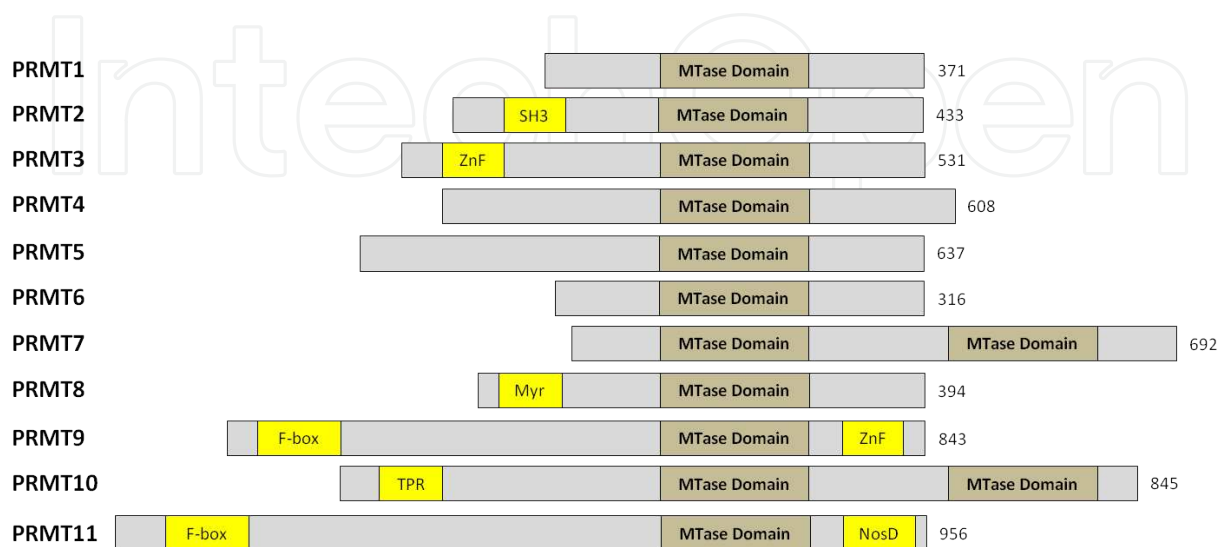 IntechOpen
PRMT1 MTase Domain 371
PRMT2 SH3 MTase Domain 433
PRMT3 ZnF MTase Domain 531
PRMT4 MTase Domain 608
PRMT5 MTase Domain 637
PRMT6 MTase Domain 316
PRMT7 MTase Domain MTase Domain 692
PRMT8 Myr MTase Domain 394
PRMT9 F-box MTase Domain ZnF 843
PRMT10 TPR MTase Domain MTase Domain 845
PRMT11 F-box MTase Domain NosD 956